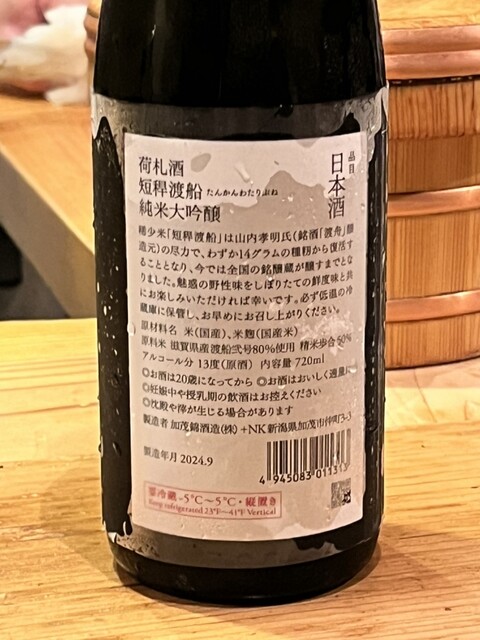 品目
日本酒
荷札酒
短稈渡船 たんかんわたりぶね
純米大吟醸
稀少米「短稈渡船」は山内孝明氏(銘酒「渡舟」醸
造元)の尽力で、わずか14グラムの種籾から復活す
ることとなり、今では全国の銘醸蔵が醸すまでとな
りました。魅惑の野性味をしぼりたての鮮度味と共
にお楽しみいただければ幸いです。必ず低温の冷
蔵庫に保管し、お早めにお召し上がりください。
原材料名 米(国産)、米麹(国産米)
原料米 滋賀県産渡船弐号80%使用 精米歩合50%
アルコール分 13度(原酒) 内容量 720ml
◎お酒は20歳になってから ◎お酒はおいしく適量に
◎妊娠中や授乳期の飲酒はお控えください
◎沈殿や滓が生じる場合があります
製造者 加茂錦酒造(株) +NK新潟県加茂市仲町3-3
製造年月 2024.9
4 945083 01131
要冷蔵 -5℃~5℃・縦置き
Keep refrigerated 23°F~41°F Vertical